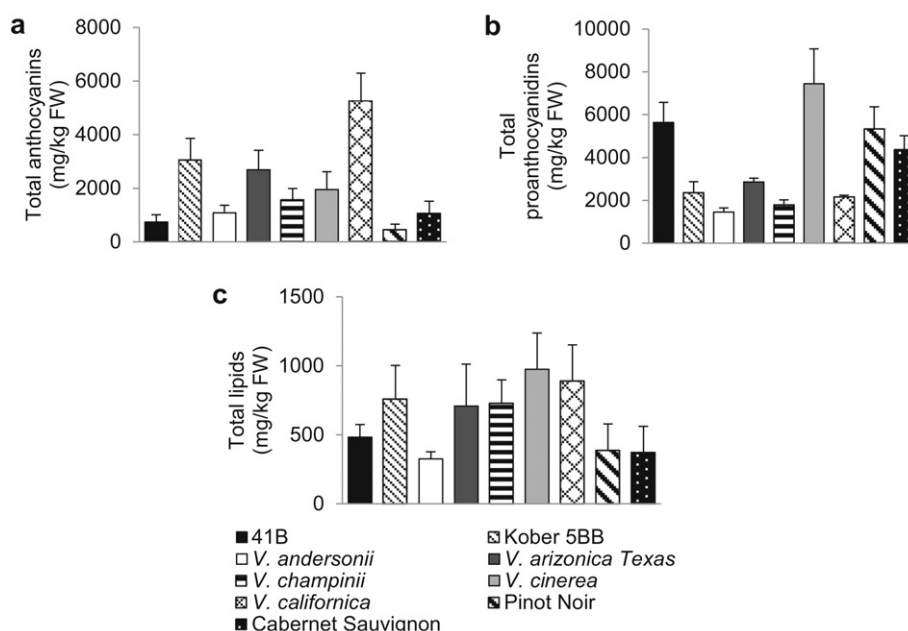 a
8000
6000
4000
2000
0
Total anthocyanins
(mg/kg FW)
b
10000
8000
6000
4000
2000
0
Total
proanthocyanidins
(mg/kg FW)
c
1500
1000
500
0
Total lipids
(mg/kg FW)
41B
Kober 5BB
V. andersonii
V. arizonica Texas
V. champinii
V. cinerea
V. californica
Pinot Noir
Cabernet Sauvignon